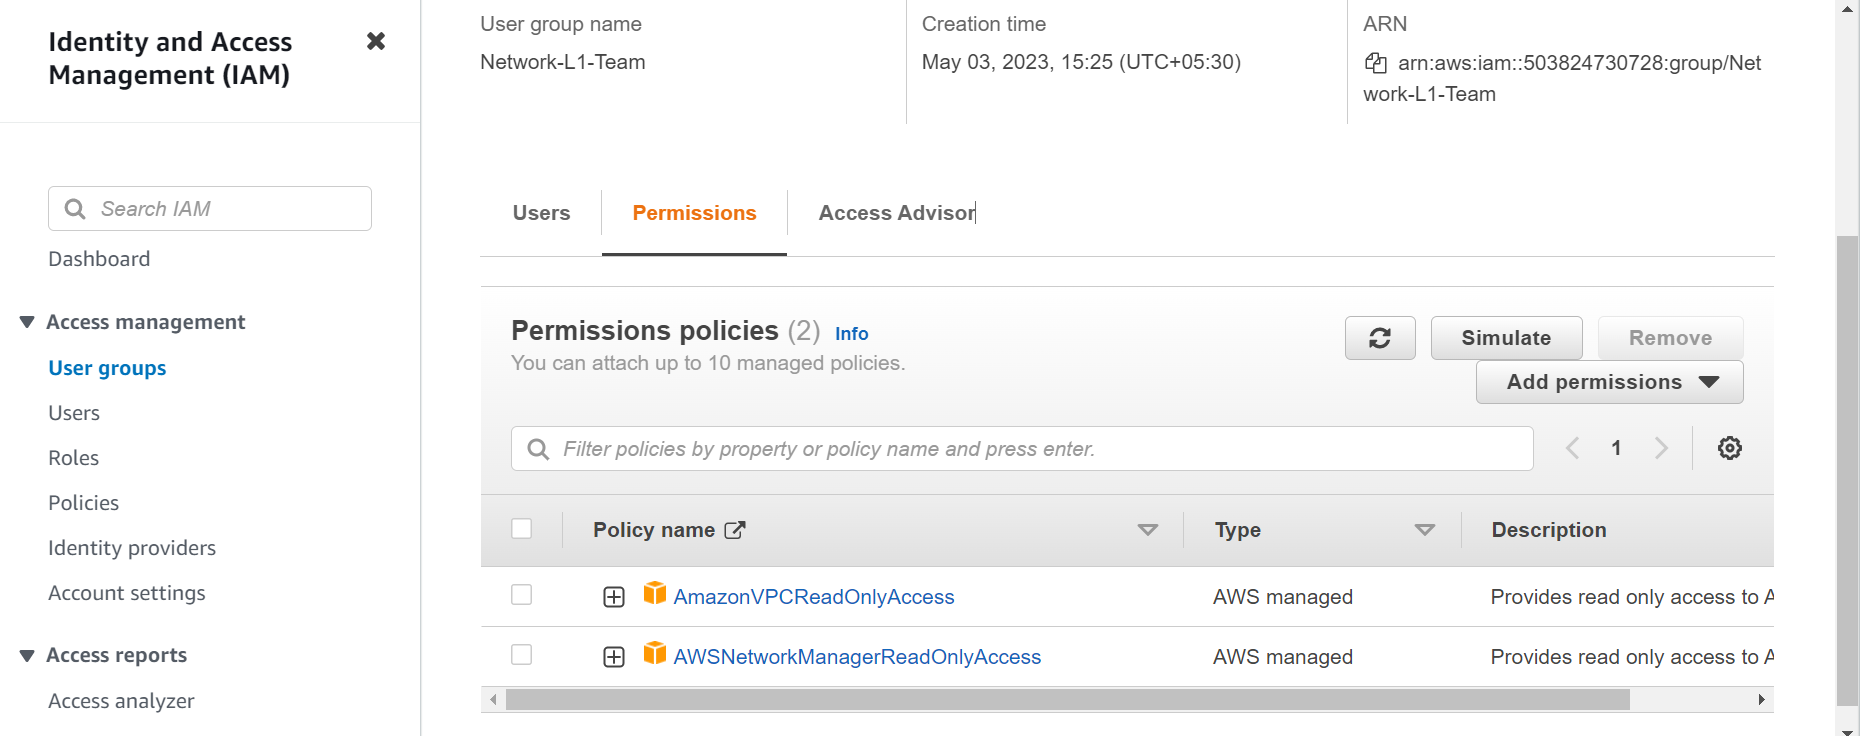 Identity and Access
Management (IAM)
Search IAM
Dashboard
Access management
User groups
Users
Roles
Policies
Identity providers
Account settings
Access reports
Access analyzer
User group name
Network-L1-Team
Creation time
May 03, 2023, 15:25 (UTC+05:30)
ARN
arn:aws:iam::503824730728:group/Net
work-L1-Team
Users
Permissions
Access Advisor
Permissions policies (2) Info
You can attach up to 10 managed policies.
Simulate
Remove
Add permissions
Filter policies by property or policy name and press enter.
1
Policy name
Type
Description
AmazonVPCReadOnlyAccess
AWS managed
Provides read only access to A
AWSNetworkManagerReadOnlyAccess
AWS managed
Provides read only access to A